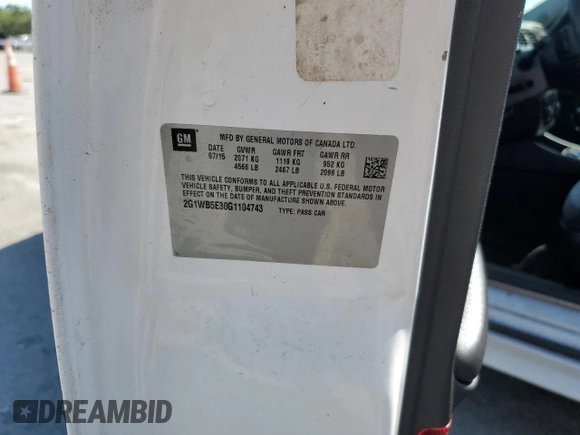 GM
MFD BY GENERAL MOTORS OF CANADA LTD.
DATE GVWR GAWR FRT GAWR RR
07/15 2071 KG 1119 KG 952 KG
4566 LB 2467 LB 2099 LB
THIS VEHICLE CONFORMS TO ALL APPLICABLE U.S. FEDERAL MOTOR
VEHICLE SAFETY, BUMPER, AND THEFT PREVENTION STANDARDS IN
EFFECT ON THE DATE OF MANUFACTURE SHOWN ABOVE.
2G1WB5E30G1104743 TYPE: PASS CAR
DREAMBID